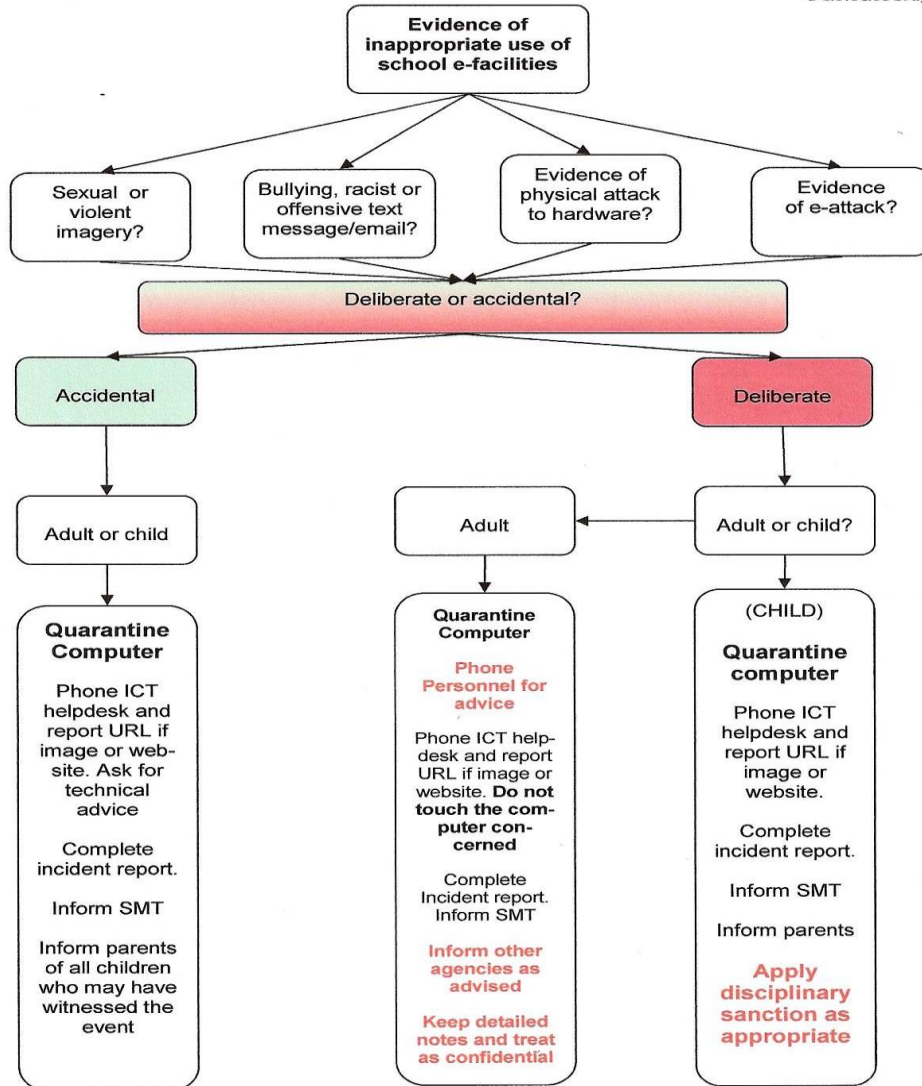 Evidence of
inappropriate use of
school e-facilities
Sexual or
violent
imagery?
Bullying, racist or
offensive text
message/email?
Evidence of
physical attack
to hardware?
Evidence
of e-attack?
Deliberate or accidental?
Accidental
Deliberate
Adult or child
Adult
Adult or child?
Quarantine
Computer
Phone ICT
helpdesk and
report URL if
image or web-
site. Ask for
technical
advice
Complete
incident report.
Inform SMT
Inform parents
of all children
who may have
witnessed the
event
Quarantine
Computer
Phone
Personnel for
advice
Phone ICT help-
desk and report
URL if image or
website. Do not
touch the com-
puter con-
cerned
Complete
Incident report.
Inform SMT
Inform other
agencies as
advised
Keep detailed
notes and treat
as confidential
(CHILD)
Quarantine
computer
Phone ICT
helpdesk and
report URL if
image or
website.
Complete
incident report.
Inform SMT
Inform parents
Apply
disciplinary
sanction as
appropriate